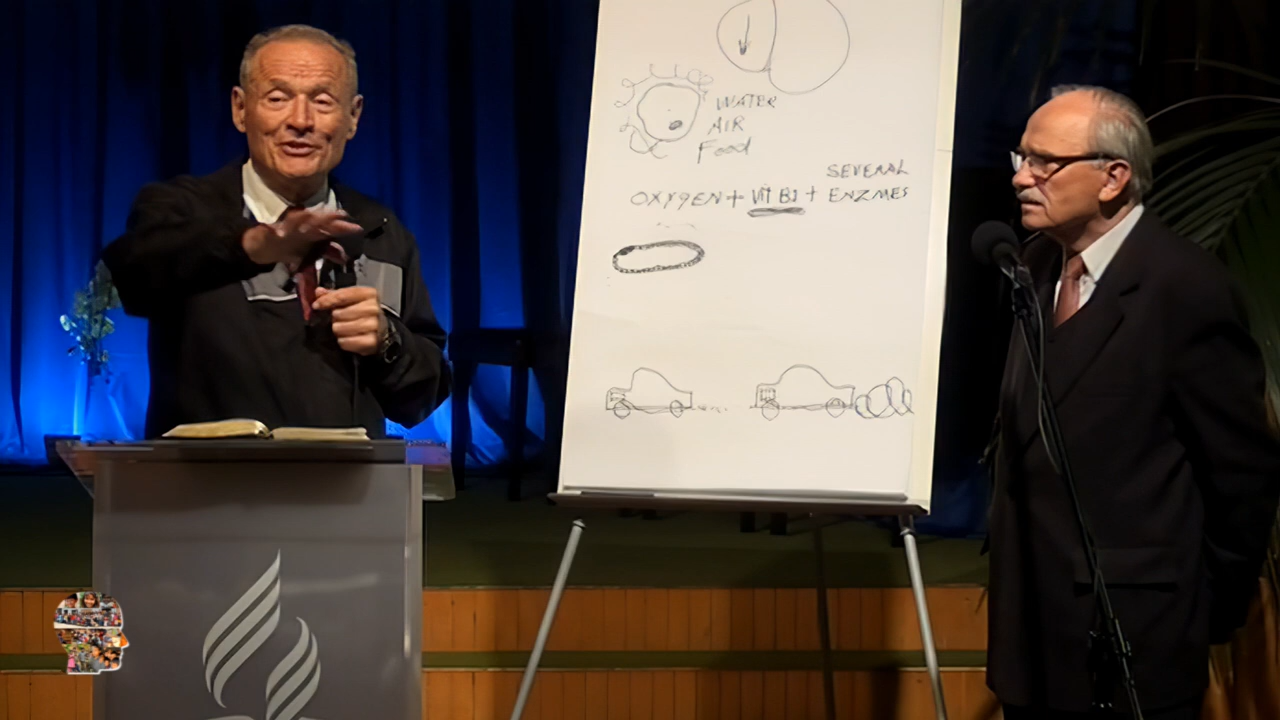 WATER
AIR
Food
SEVERAL
OXYGEN + VIT B1 + ENZMES